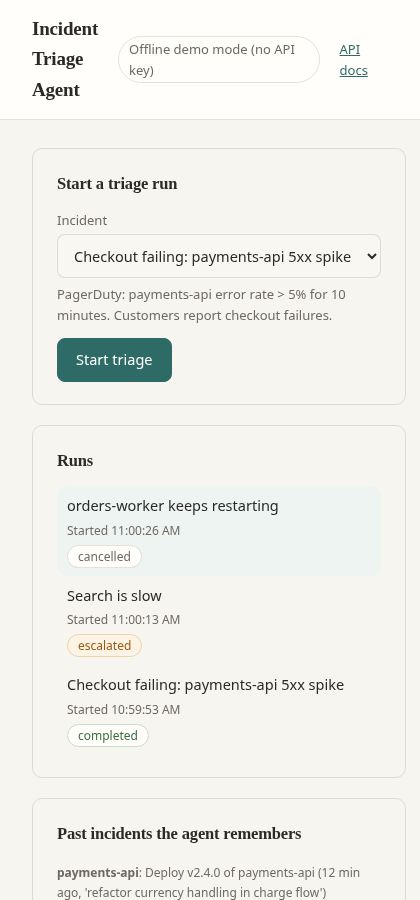 Incident
Triage
Agent
Offline demo mode (no API
key)
API
docs
Start a triage run
Incident
Checkout failing: payments-api 5xx spike
PagerDuty: payments-api error rate > 5% for 10
minutes. Customers report checkout failures.
Start triage
Runs
orders-worker keeps restarting
Started 11:00:26 AM
cancelled
Search is slow
Started 11:00:13 AM
escalated
Checkout failing: payments-api 5xx spike
Started 10:59:53 AM
completed
Past incidents the agent remembers
payments-api: Deploy v2.4.0 of payments-api (12 min
ago, 'refactor currency handling in charge flow')